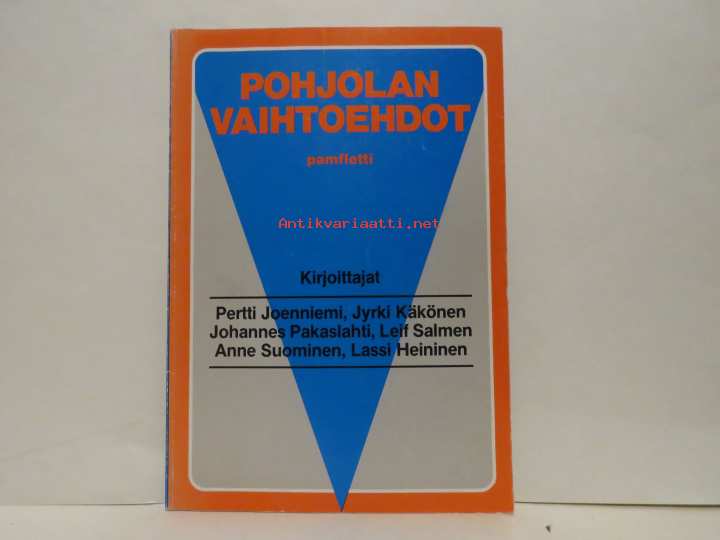 POHJOLAN
VAIHTOEHDOT
pamfletti
Antikvariaatti.net
Kirjoittajat
Pertti Joenniemi, Jyrki Käkönen
Johannes Pakaslahti, Leif Salmen
Anne Suominen, Lassi Heininen